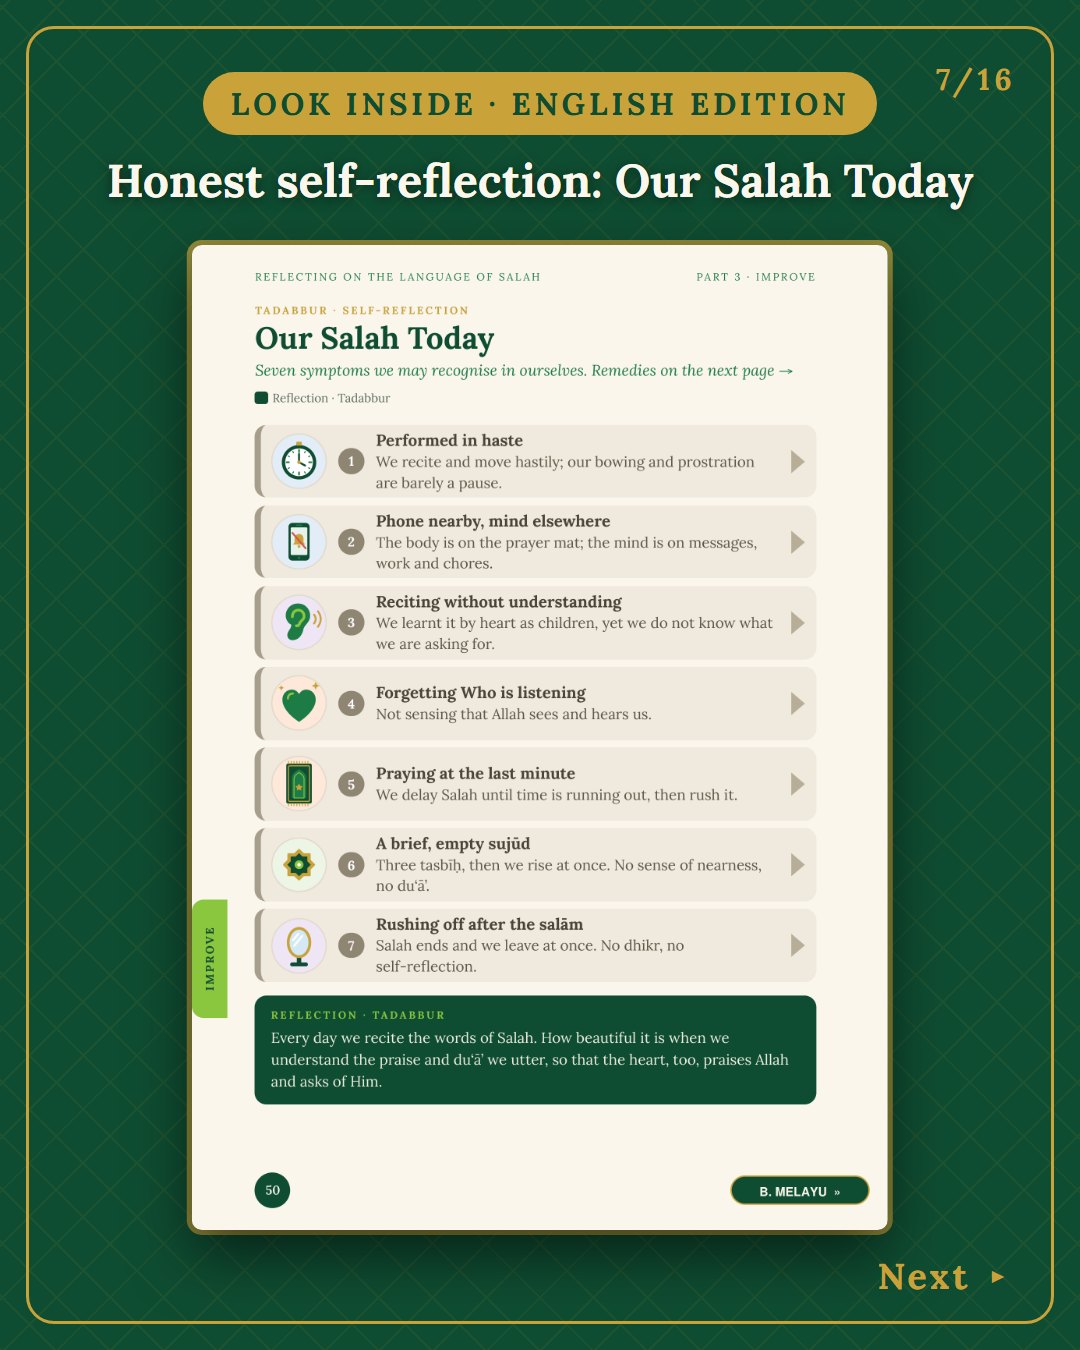 7/16
LOOK INSIDE · ENGLISH EDITION
Honest self-reflection: Our Salah Today
REFLECTING ON THE LANGUAGE OF SALAH
PART 3 · IMPROVE
TADABBUR · SELF-REFLECTION
Our Salah Today
Seven symptoms we may recognise in ourselves. Remedies on the next page →
Reflection · Tadabbur
1
Performed in haste
We recite and move hastily; our bowing and prostration
are barely a pause.
2
Phone nearby, mind elsewhere
The body is on the prayer mat; the mind is on messages,
work and chores.
3
Reciting without understanding
We learnt it by heart as children, yet we do not know what
we are asking for.
4
Forgetting Who is listening
Not sensing that Allah sees and hears us.
5
Praying at the last minute
We delay Salah until time is running out, then rush it.
6
A brief, empty sujūd
Three tasbīḥ, then we rise at once. No sense of nearness,
no du‘ā’.
7
Rushing off after the salām
Salah ends and we leave at once. No dhikr, no
self-reflection.
IMPROVE
REFLECTION · TADABBUR
Every day we recite the words of Salah. How beautiful it is when we
understand the praise and du‘ā’ we utter, so that the heart, too, praises Allah
and asks of Him.
50
B. MELAYU »
Next ►